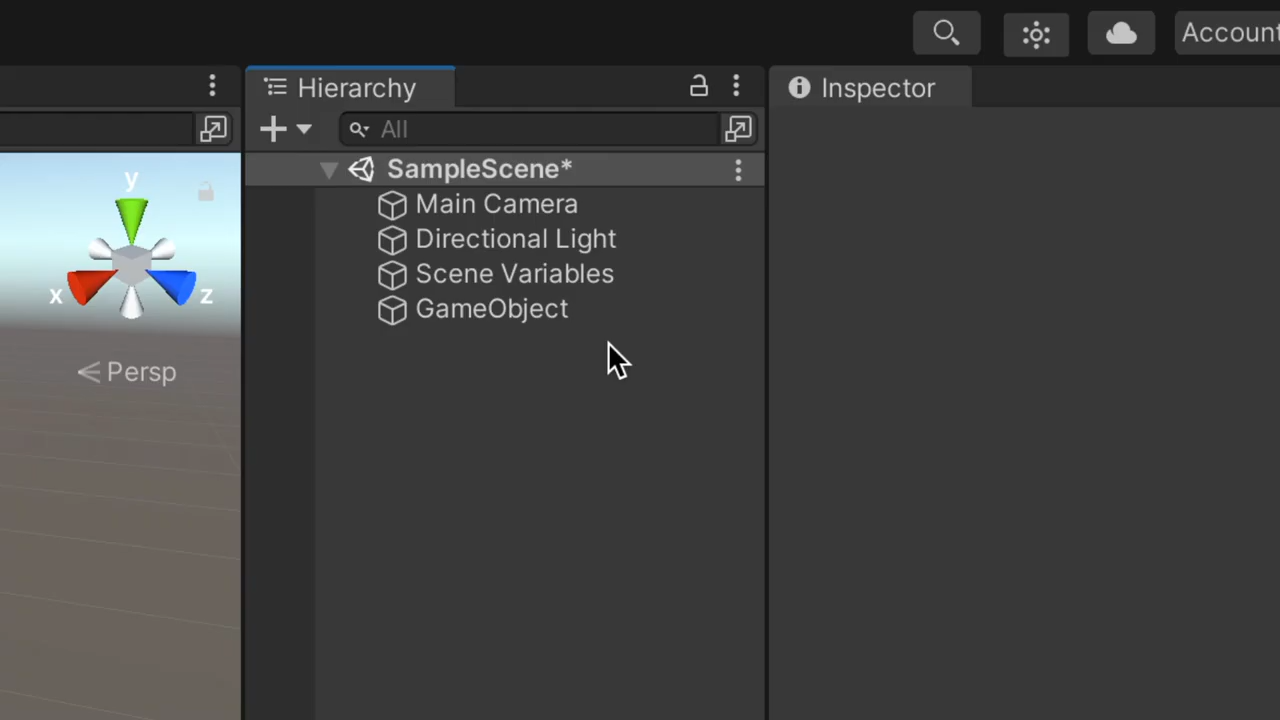 Account
Hierarchy
Inspector
All
SampleScene*
y
Main Camera
Directional Light
Scene Variables
x
z
GameObject
Persp